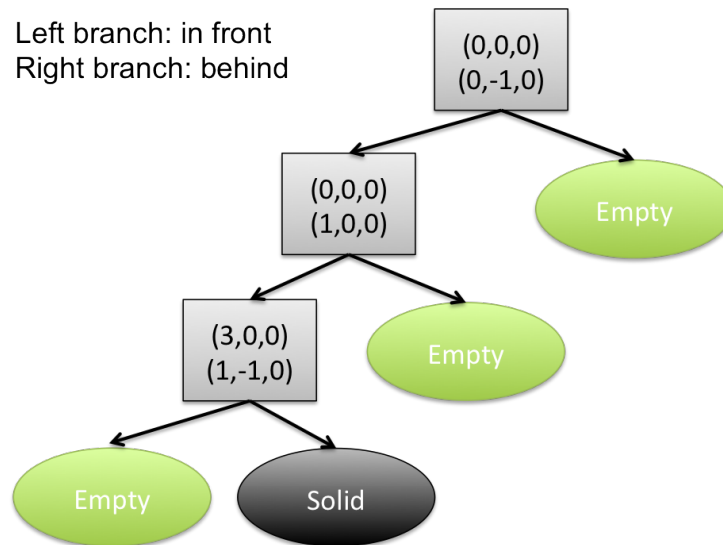 Left branch: in front
Right branch: behind
(0,0,0)
(0,-1,0)
(0,0,0)
(1,0,0)
Empty
(3,0,0)
(1,-1,0)
Empty
Empty
Solid